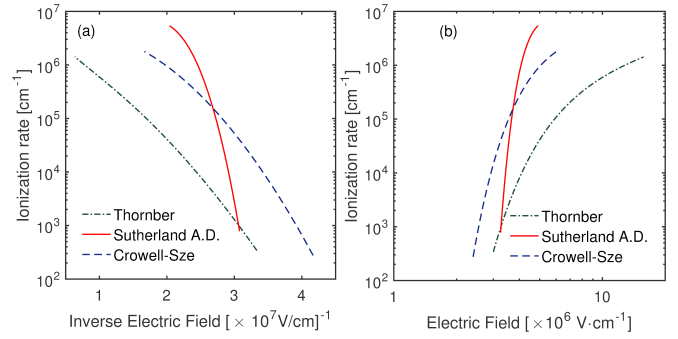 (a)
10^7
10^6
10^5
10^4
10^3
10^2
Ionization rate [cm^-1]
Thornber
Sutherland A.D.
Crowell-Sze
1 2 3 4
Inverse Electric Field [ × 10^7V/cm]^-1
(b)
10^7
10^6
10^5
10^4
10^3
10^2
Ionization rate [cm^-1]
Thornber
Sutherland A.D.
Crowell-Sze
1 10
Electric Field [×10^6 V·cm^-1]